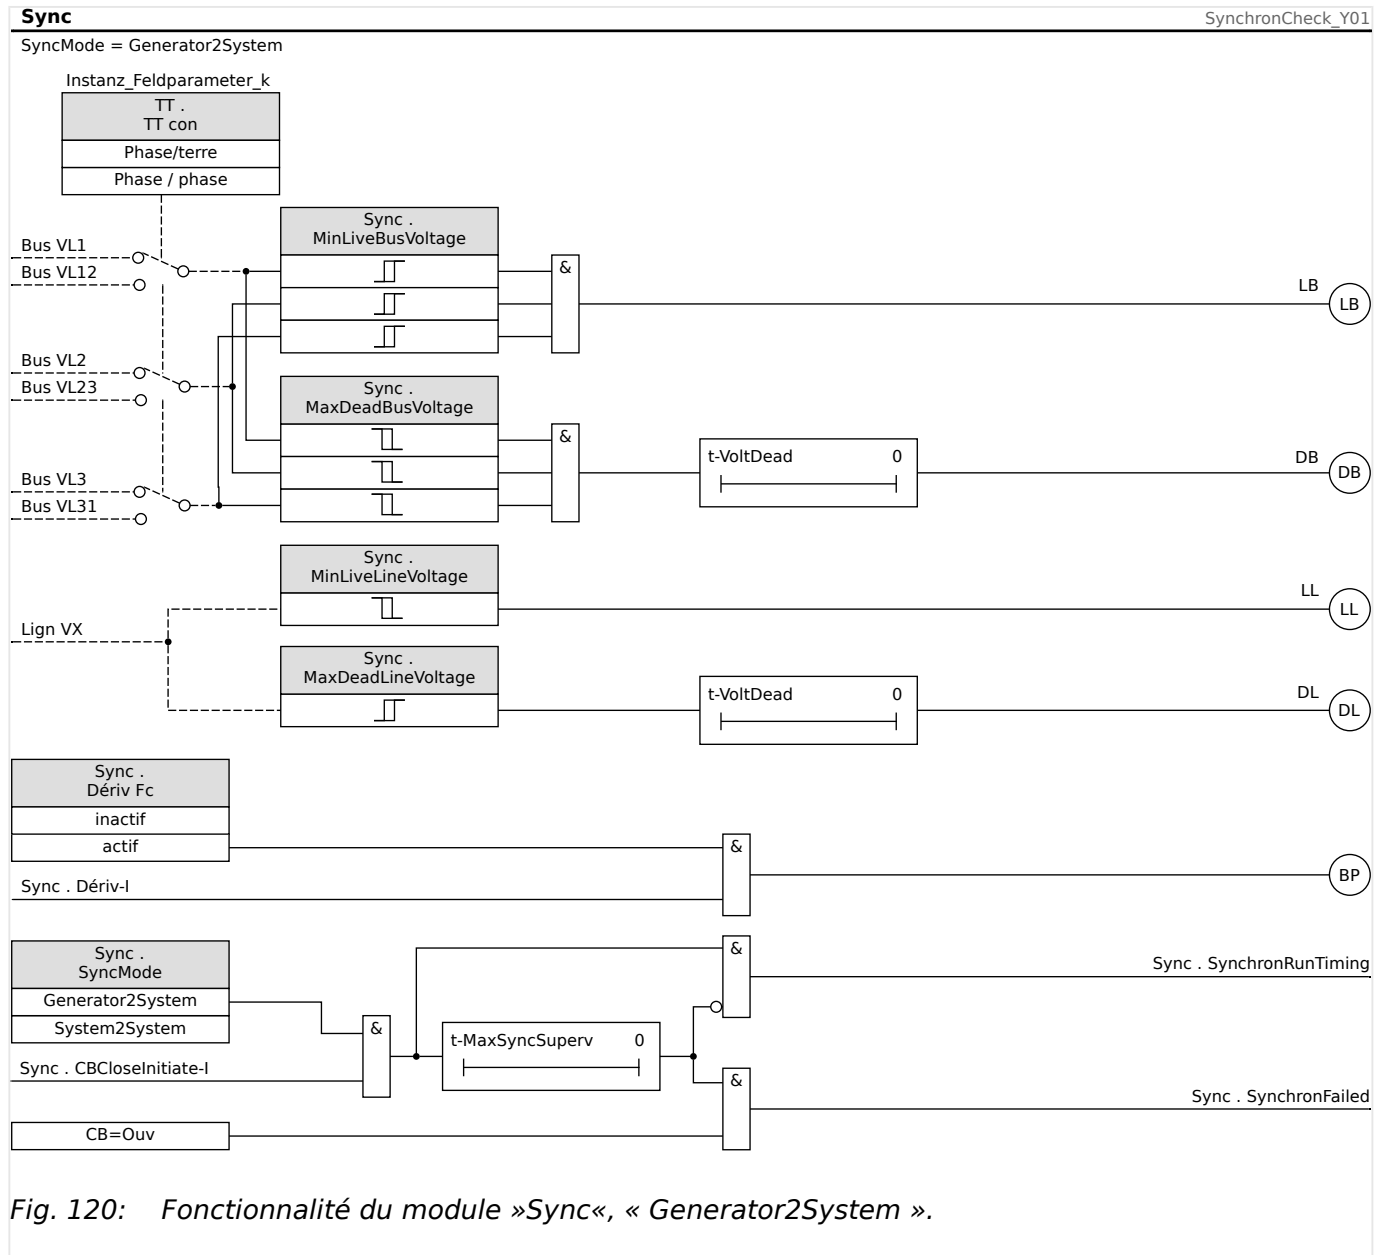 Sync
SynchronCheck_Y01
SyncMode = Generator2System
Instanz_Feldparameter_k
TT .
TT con
Phase/terre
Phase / phase
Sync .
MinLiveBusVoltage
Bus VL1
Bus VL12
&
LB
LB
Bus VL2
Bus VL23
Sync .
MaxDeadBusVoltage
&
t-VoltDead 0
DB
DB
Bus VL3
Bus VL31
Sync .
MinLiveLineVoltage
LL
LL
Lign VX
Sync .
MaxDeadLineVoltage
t-VoltDead 0
DL
DL
Sync .
Dériv Fc
inactif
actif
&
BP
Sync . Dériv-I
Sync .
SyncMode
Generator2System
System2System
&
Sync . SynchronRunTiming
&
t-MaxSyncSuperv 0
Sync . CBCloseInitiate-I
&
Sync . SynchronFailed
CB=Ouv
Fig. 120: Fonctionnalité du module »Sync«, « Generator2System ».